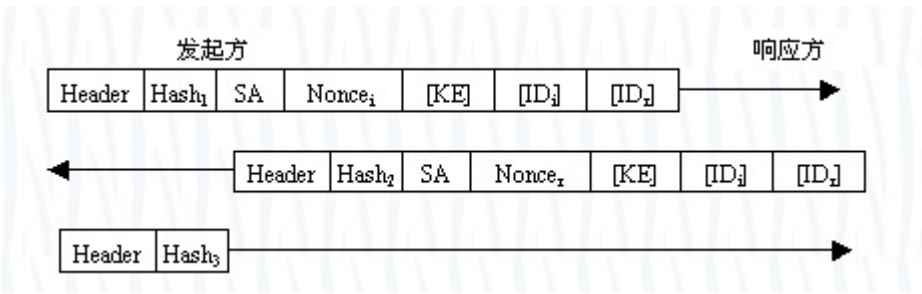 发起方 响应方
Header Hash₁ SA Nonceᵢ [KE] [IDᵢ] [IDᵣ]
Header Hash₂ SA Nonceᵣ [KE] [IDᵢ] [IDᵣ]
Header Hash₃